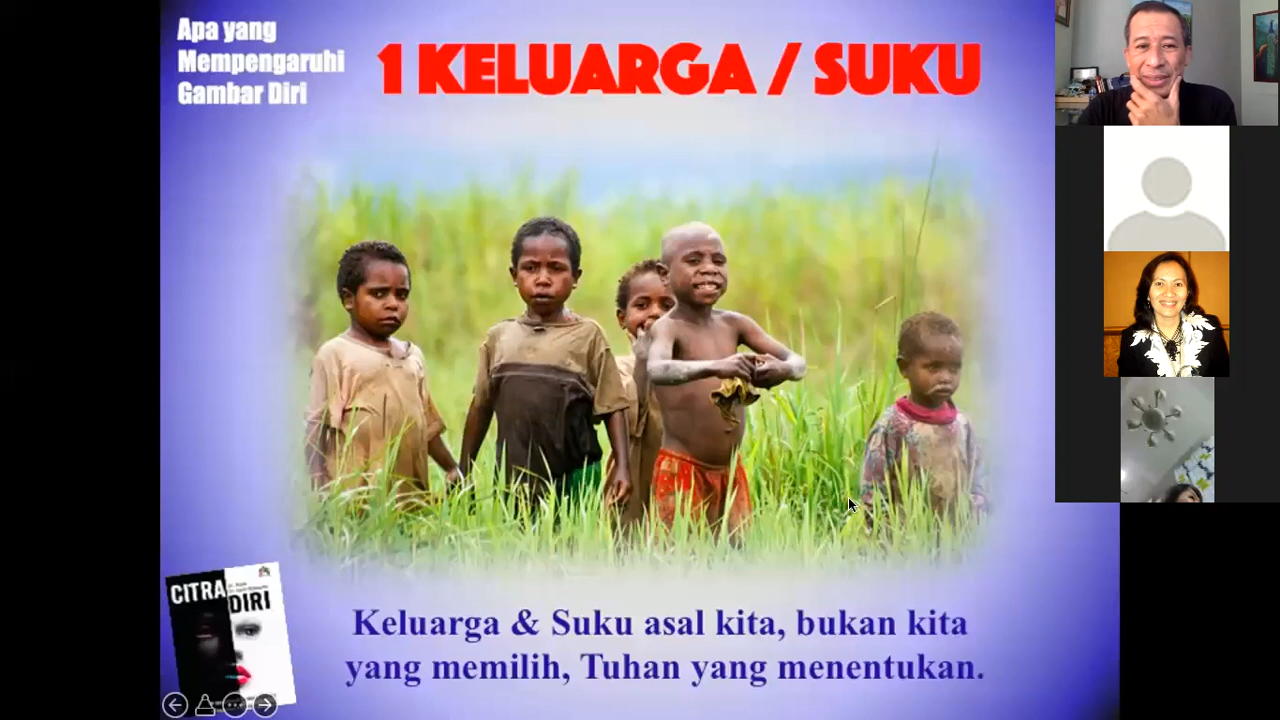 Apa yang
Mempengaruhi
Gambar Diri
1 KELUARGA / SUKU
CITRA
DIRI
Keluarga & Suku asal kita, bukan kita
yang memilih, Tuhan yang menentukan.